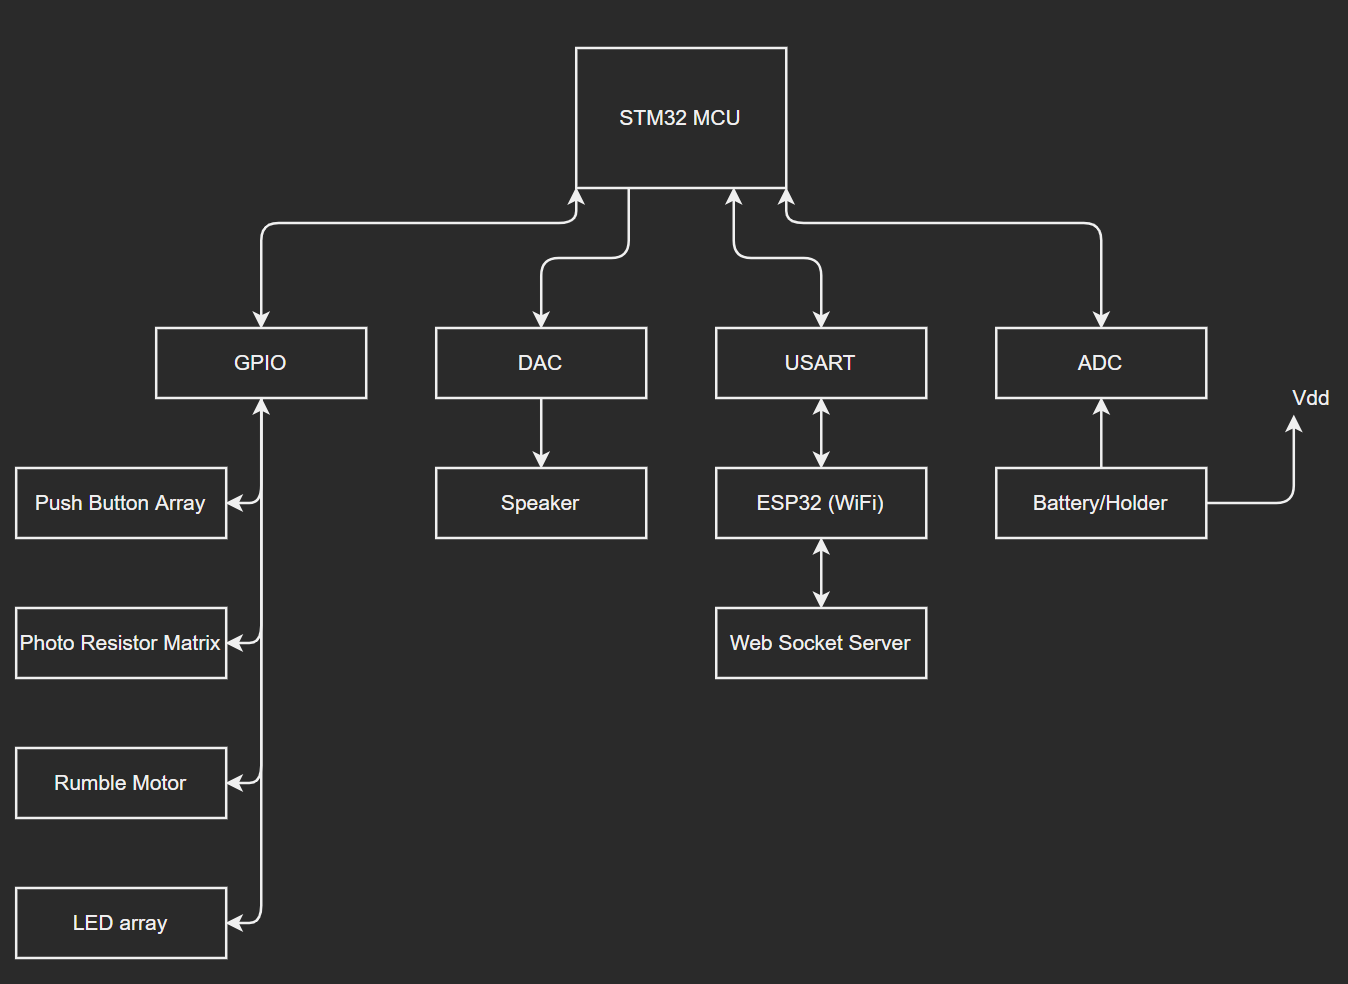 STM32 MCU
GPIO
DAC
USART
ADC
Vdd
Push Button Array
Speaker
ESP32 (WiFi)
Battery/Holder
Photo Resistor Matrix
Web Socket Server
Rumble Motor
LED array